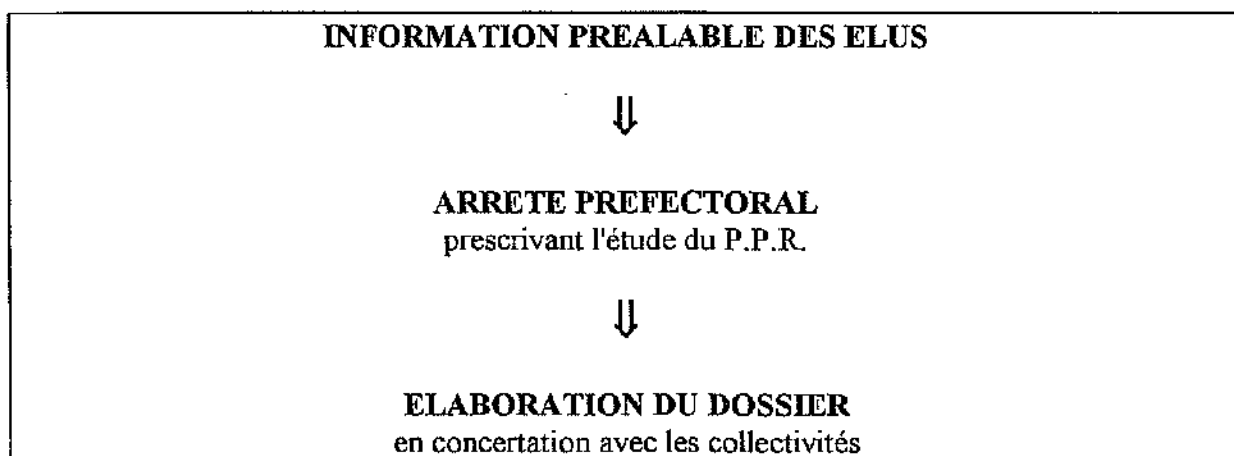 INFORMATION PREALABLE DES ELUS
⇓
ARRETE PREFECTORAL
prescrivant l'étude du P.P.R.
⇓
ELABORATION DU DOSSIER
en concertation avec les collectivités